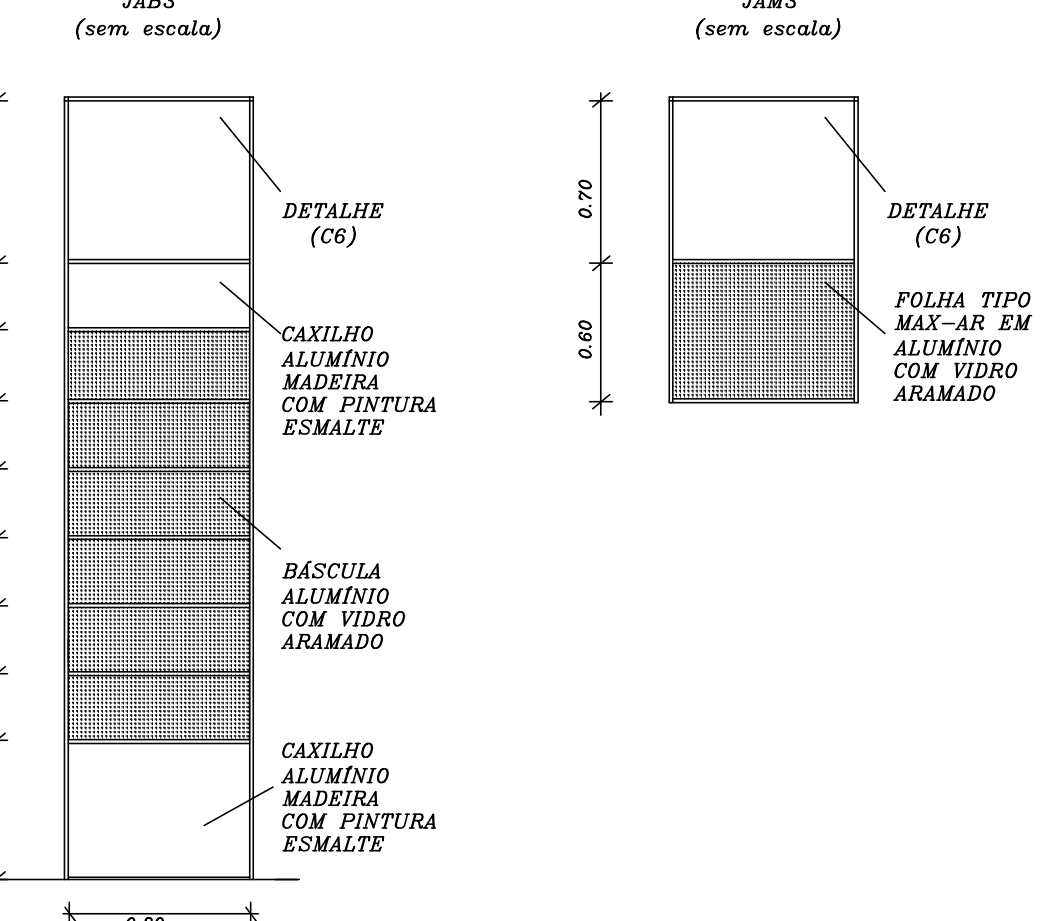 (sem escala)
DETALHE
(C6)
CAXILHO
ALUMÍNIO
MADEIRA
COM PINTURA
ESMALTE
BÁSCULA
ALUMÍNIO
COM VIDRO
ARAMADO
CAXILHO
ALUMÍNIO
MADEIRA
COM PINTURA
ESMALTE
(sem escala)
0.70
0.60
DETALHE
(C6)
FOLHA TIPO
MAX-AR EM
ALUMÍNIO
COM VIDRO
ARAMADO